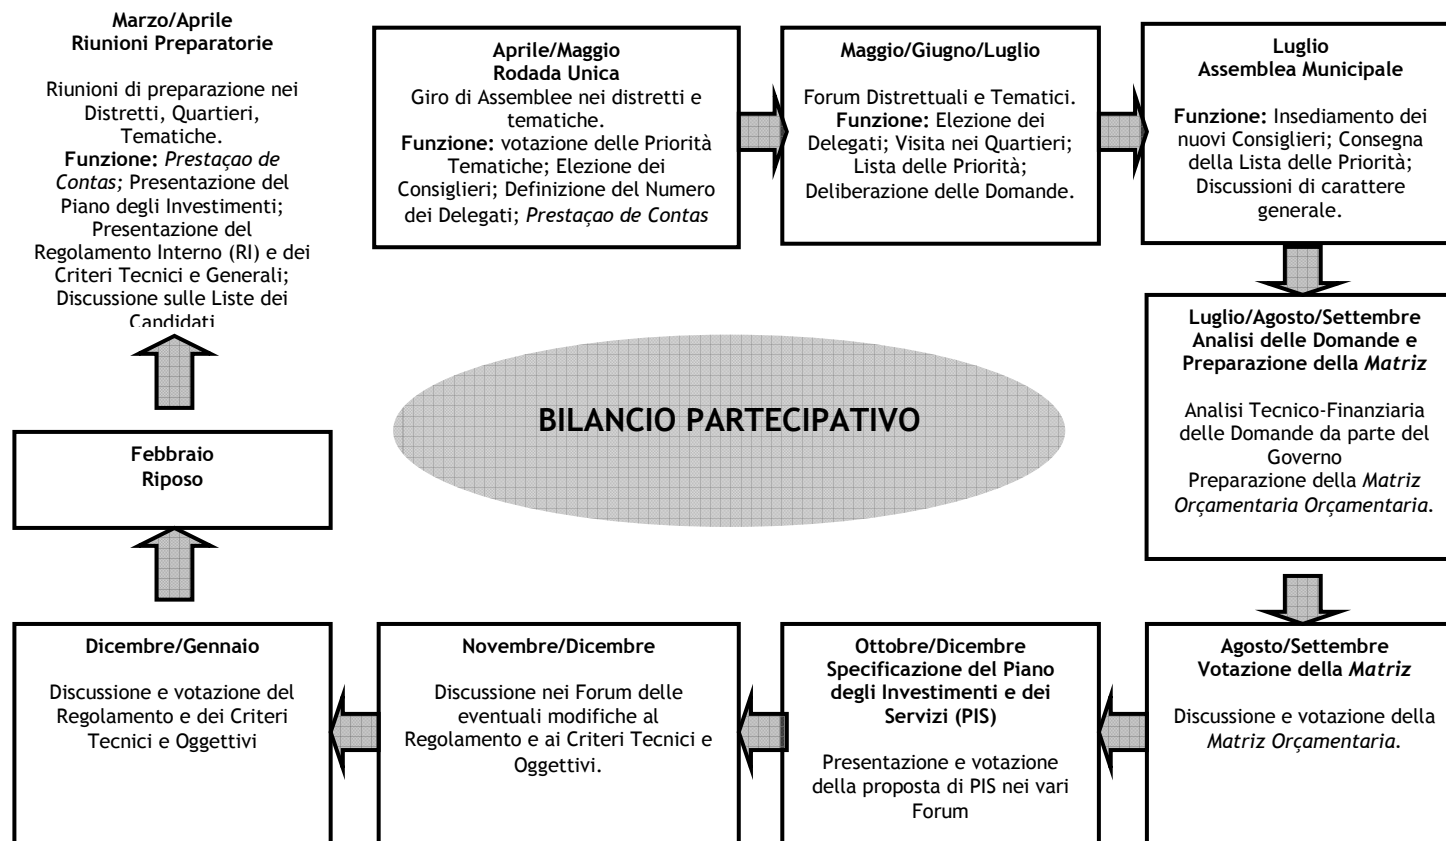 Marzo/Aprile
Riunioni Preparatorie
Riunioni di preparazione nei
Distretti, Quartieri,
Tematiche.
Funzione: Prestaçao de
Contas; Presentazione del
Piano degli Investimenti;
Presentazione del
Regolamento Interno (RI) e dei
Criteri Tecnici e Generali;
Discussione sulle Liste dei
Candidati
Aprile/Maggio
Rodada Unica
Giro di Assemblee nei distretti e
tematiche.
Funzione: votazione delle Priorità
Tematiche; Elezione dei
Consiglieri; Definizione del Numero
dei Delegati; Prestaçao de Contas
Maggio/Giugno/Luglio
Forum Distrettuali e Tematici.
Funzione: Elezione dei
Delegati; Visita nei Quartieri;
Lista delle Priorità;
Deliberazione delle Domande.
Luglio
Assemblea Municipale
Funzione: Insediamento dei
nuovi Consiglieri; Consegna
della Lista delle Priorità;
Discussioni di carattere
generale.
Luglio/Agosto/Settembre
Analisi delle Domande e
Preparazione della Matriz
Analisi Tecnico-Finanziaria
delle Domande da parte del
Governo
Preparazione della Matriz
Orçamentaria Orçamentaria.
BILANCIO PARTECIPATIVO
Febbraio
Riposo
Dicembre/Gennaio
Discussione e votazione del
Regolamento e dei Criteri
Tecnici e Oggettivi
Novembre/Dicembre
Discussione nei Forum delle
eventuali modifiche al
Regolamento e ai Criteri Tecnici e
Oggettivi.
Ottobre/Dicembre
Specificazione del Piano
degli Investimenti e dei
Servizi (PIS)
Presentazione e votazione
della proposta di PIS nei vari
Forum
Agosto/Settembre
Votazione della Matriz
Discussione e votazione della
Matriz Orçamentaria.